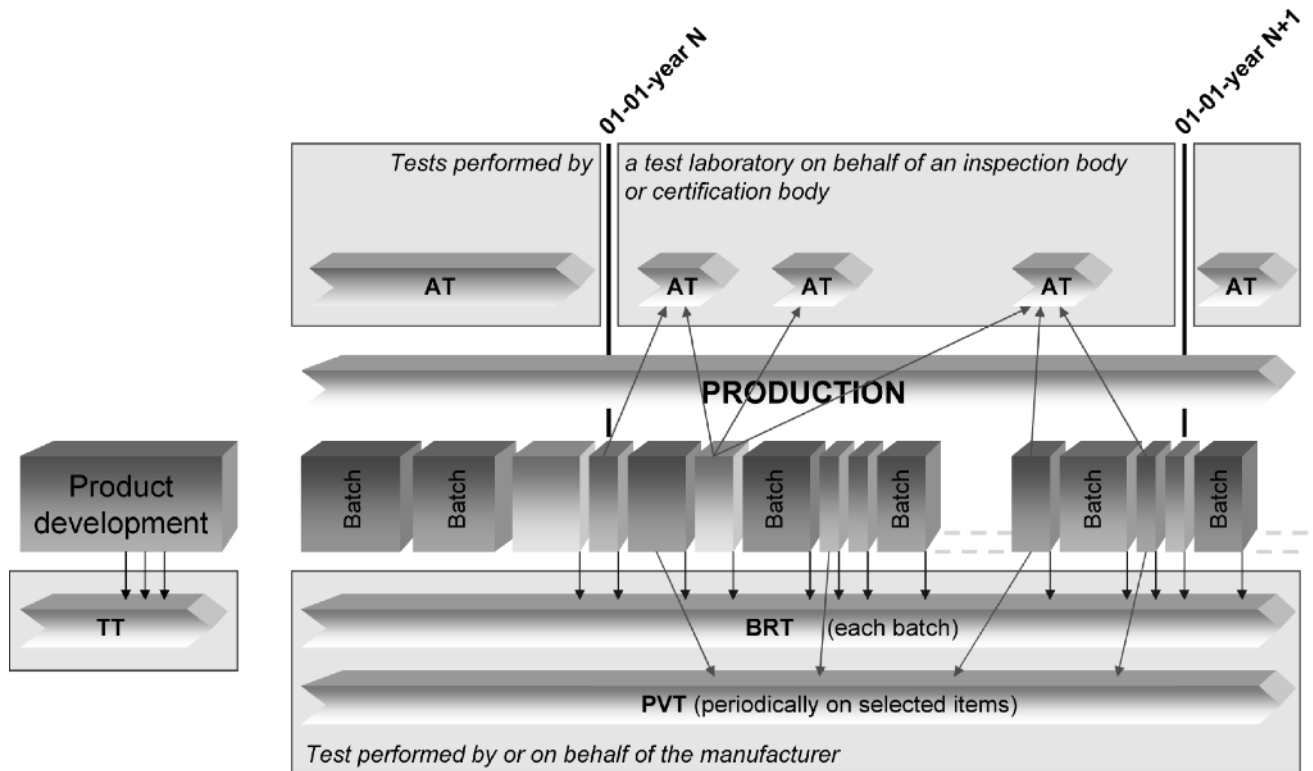 01-01-year N
01-01-year N+1
Tests performed by
a test laboratory on behalf of an inspection body
or certification body
AT
AT
AT
AT
AT
PRODUCTION
Product
development
Batch
Batch
Batch
Batch
Batch
Batch
TT
BRT (each batch)
PVT (periodically on selected items)
Test performed by or on behalf of the manufacturer